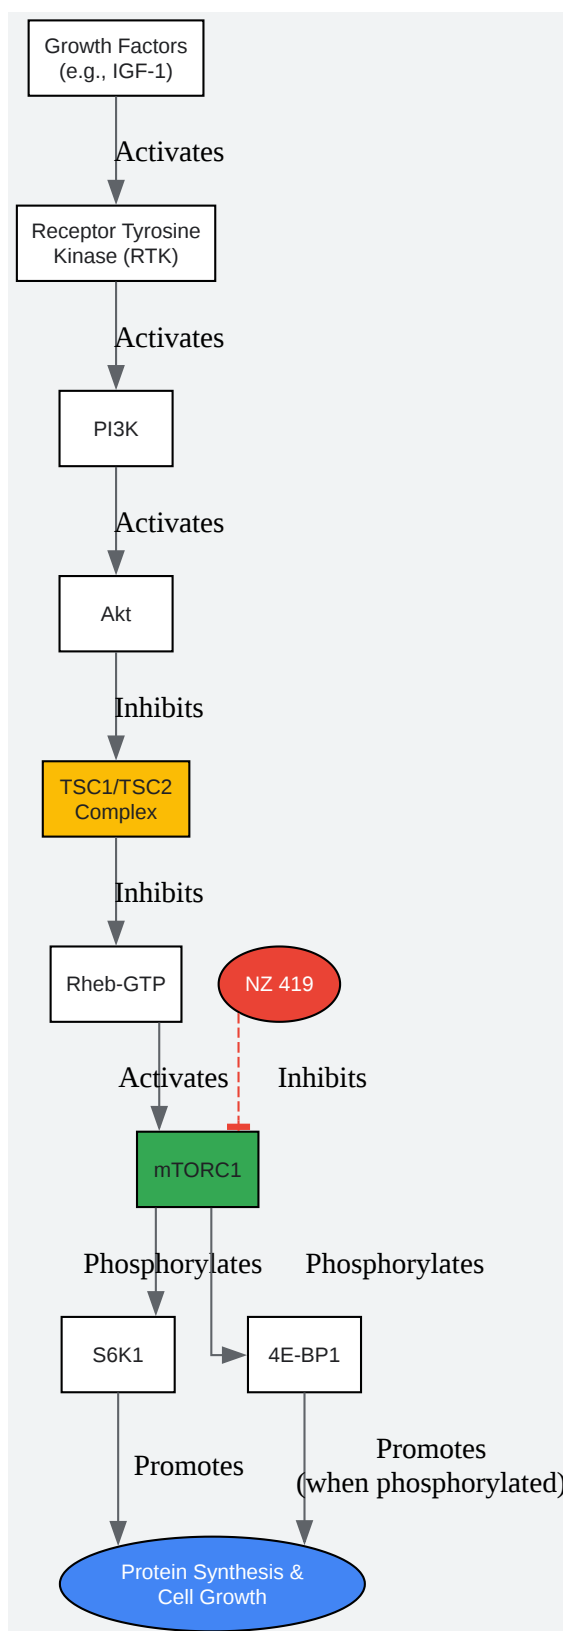 Growth Factors
(e.g., IGF-1)
Activates
Receptor Tyrosine
Kinase (RTK)
Activates
PI3K
Activates
Akt
Inhibits
TSC1/TSC2
Complex
Inhibits
Rheb-GTP
NZ 419
Activates
Inhibits
mTORC1
Phosphorylates
Phosphorylates
S6K1
4E-BP1
Promotes
Promotes
(when phosphorylated)
Protein Synthesis &
Cell Growth